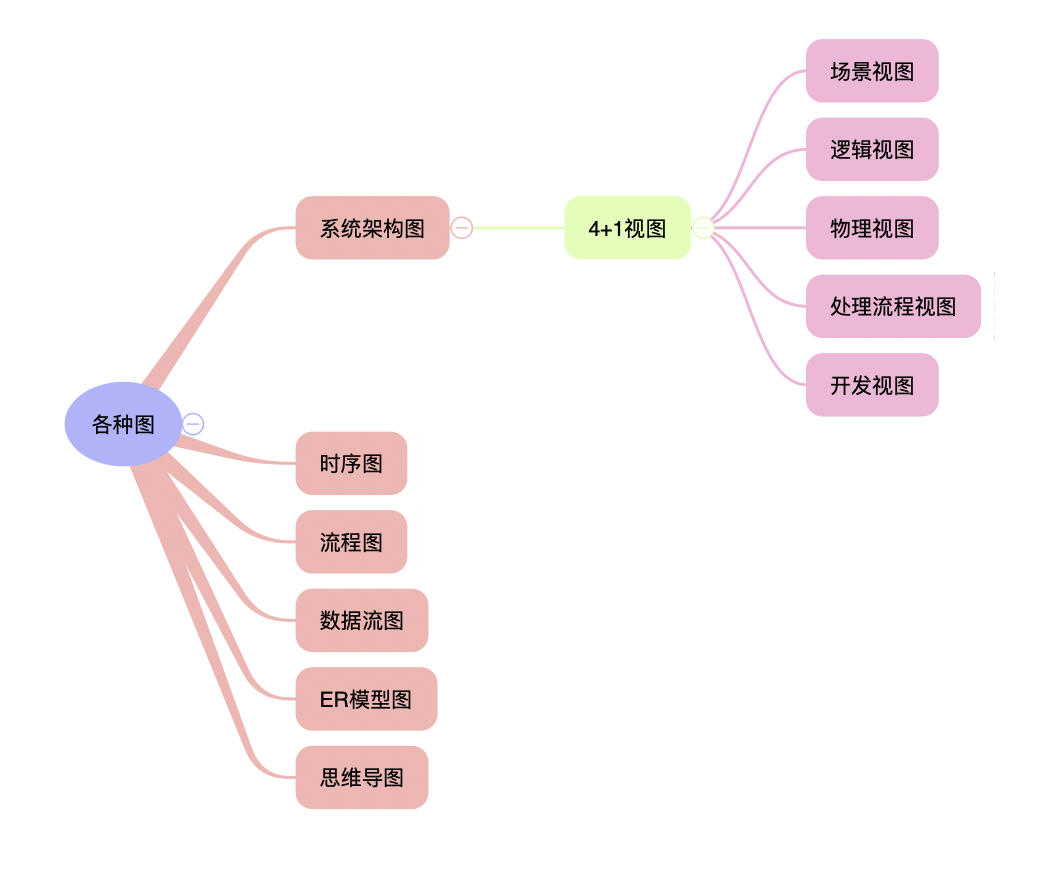 各种图
系统架构图
4+1视图
场景视图
逻辑视图
物理视图
处理流程视图
开发视图
时序图
流程图
数据流图
ER模型图
思维导图